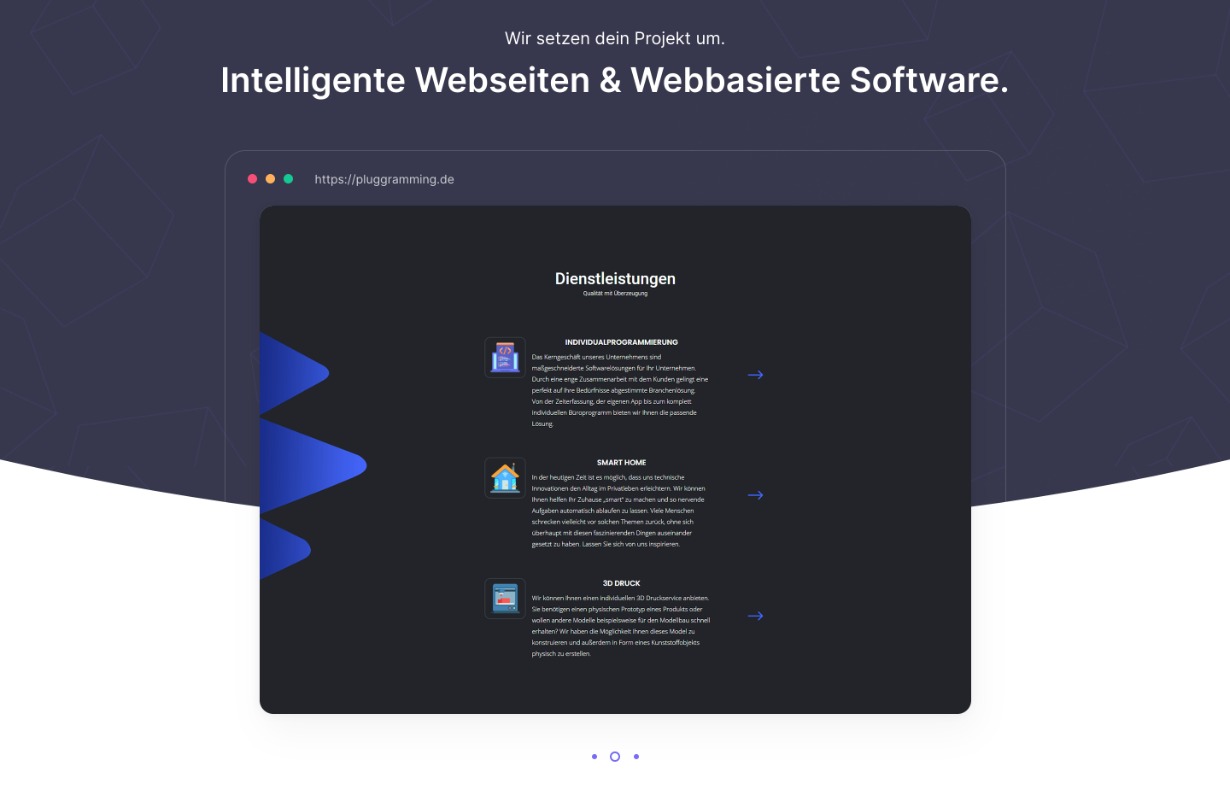 Wir setzen dein Projekt um.
Intelligente Webseiten & Webbasierte Software.
https://pluggramming.de
Dienstleistungen
Qualität mit Überzeugung
INDIVIDUALPROGRAMMIERUNG
Das Kerngeschäft unseres Unternehmens sind
maßgeschneiderte Softwarelösungen für Ihr Unternehmen.
Durch eine enge Zusammenarbeit mit dem Kunden gelingt eine
perfekt auf Ihre Bedürfnisse abgestimmte Branchenlösung.
Von der Zeiterfassung, der eigenen App bis zum komplett
individuellen Büroprogramm bieten wir Ihnen die passende
Lösung.
SMART HOME
In der heutigen Zeit ist es möglich, dass uns technische
Innovationen den Alltag im Privatleben erleichtern. Wir können
Ihnen helfen Ihr Zuhause „smart“ zu machen und so nervende
Aufgaben automatisch ablaufen zu lassen. Viele Menschen
schrecken vielleicht vor solchen Themen zurück, ohne sich
überhaupt mit diesen faszinierenden Dingen auseinander
gesetzt zu haben. Lassen Sie sich von uns inspirieren.
3D DRUCK
Wir können Ihnen einen individuellen 3D Druckservice anbieten.
Sie benötigen einen physischen Prototyp eines Produkts oder
wollen andere Modelle beispielsweise für den Modellbau schnell
erhalten? Wir haben die Möglichkeit Ihnen dieses Model zu
konstruieren und außerdem in Form eines Kunststoffobjekts
physisch zu erstellen.